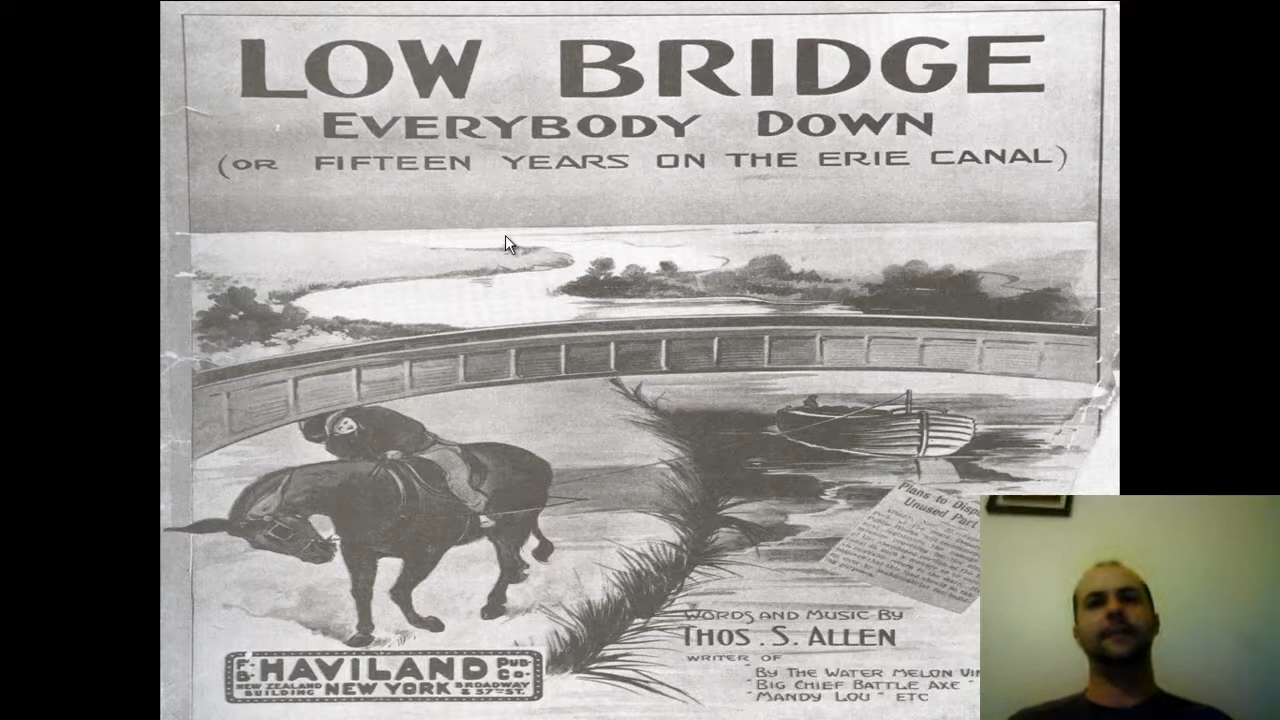 LOW BRIDGE
EVERYBODY DOWN
(OR FIFTEEN YEARS ON THE ERIE CANAL)
Plans to
Unused Part
WORDS AND MUSIC BY
THOS. S. ALLEN
WRITER OF
"BY THE WATER MELON
"BIG CHIEF BATTLE AXE"
"MANDY LOU" ETC
F. B. HAVILAND PUB. CO.
NEW ZEALAND BUILDING NEW YORK BROADWAY & 37TH ST.